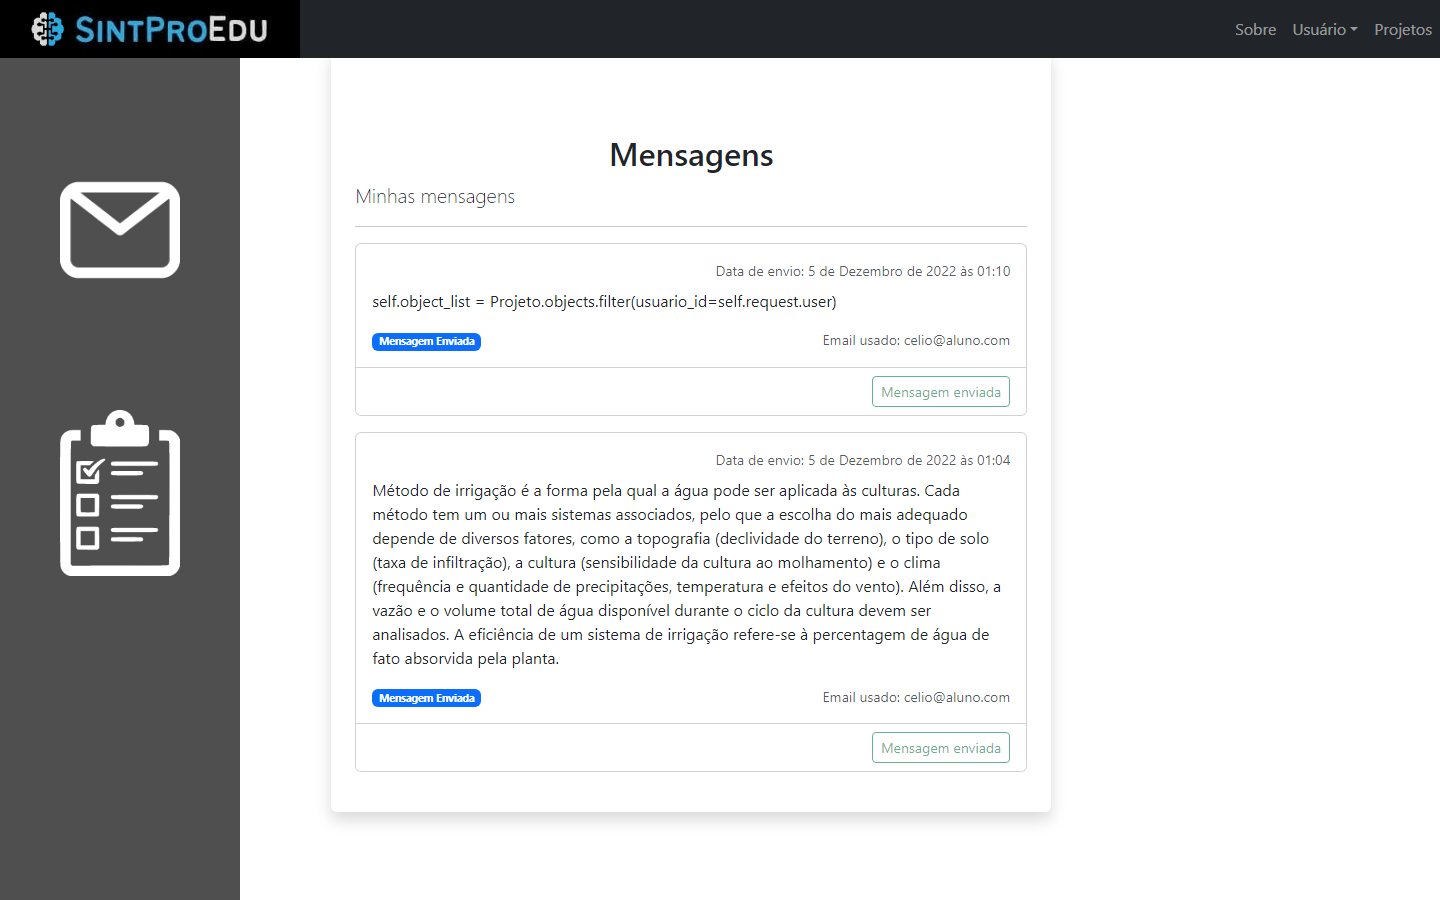 SINTPROEDU
Sobre Usuário Projetos
Mensagens
Minhas mensagens
Data de envio: 5 de Dezembro de 2022 às 01:10
self.object_list = Projeto.objects.filter(usuario_id=self.request.user)
Mensagem Enviada
Email usado: celio@aluno.com
Mensagem enviada
Data de envio: 5 de Dezembro de 2022 às 01:04
Método de irrigação é a forma pela qual a água pode ser aplicada às culturas. Cada
método tem um ou mais sistemas associados, pelo que a escolha do mais adequado
depende de diversos fatores, como a topografia (declividade do terreno), o tipo de solo
(taxa de infiltração), a cultura (sensibilidade da cultura ao molhamento) e o clima
(frequência e quantidade de precipitações, temperatura e efeitos do vento). Além disso, a
vazão e o volume total de água disponível durante o ciclo da cultura devem ser
analisados. A eficiência de um sistema de irrigação refere-se à percentagem de água de
fato absorvida pela planta.
Mensagem Enviada
Email usado: celio@aluno.com
Mensagem enviada